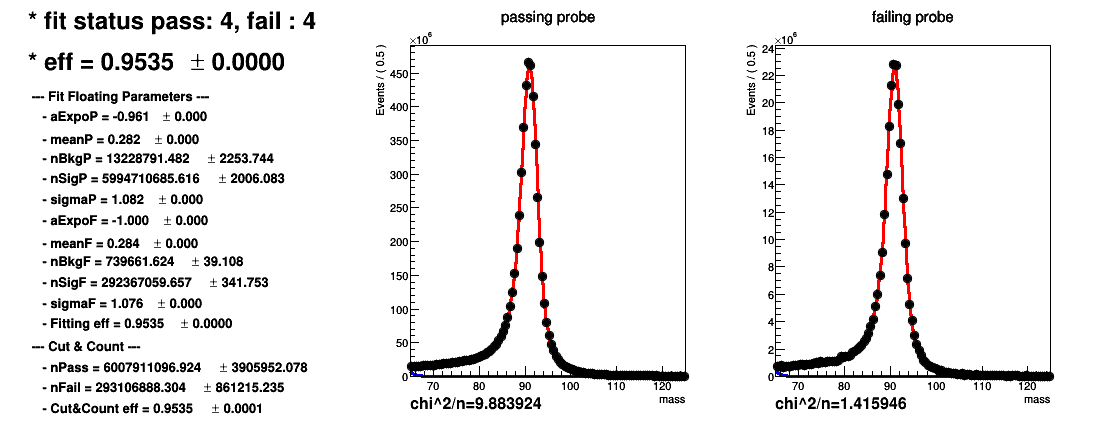 * fit status pass: 4, fail : 4
* eff = 0.9535 ± 0.0000
--- Fit Floating Parameters ---
- aExpoP = -0.961 ± 0.000
- meanP = 0.282 ± 0.000
- nBkgP = 13228791.482 ± 2253.744
- nSigP = 5994710685.616 ± 2006.083
- sigmaP = 1.082 ± 0.000
- aExpoF = -1.000 ± 0.000
- meanF = 0.284 ± 0.000
- nBkgF = 739661.624 ± 39.108
- nSigF = 292367059.657 ± 341.753
- sigmaF = 1.076 ± 0.000
- Fitting eff = 0.9535 ± 0.0000
--- Cut & Count ---
- nPass = 6007911096.924 ± 3905952.078
- nFail = 293106888.304 ± 861215.235
- Cut&Count eff = 0.9535 ± 0.0001
passing probe
×10⁶
Events / ( 0.5 )
450
400
350
300
250
200
150
100
50
0
70 80 90 100 110 120
mass
chi^2/n=9.883924
failing probe
×10⁶
Events / ( 0.5 )
24
22
20
18
16
14
12
10
8
6
4
2
0
70 80 90 100 110 120
mass
chi^2/n=1.415946